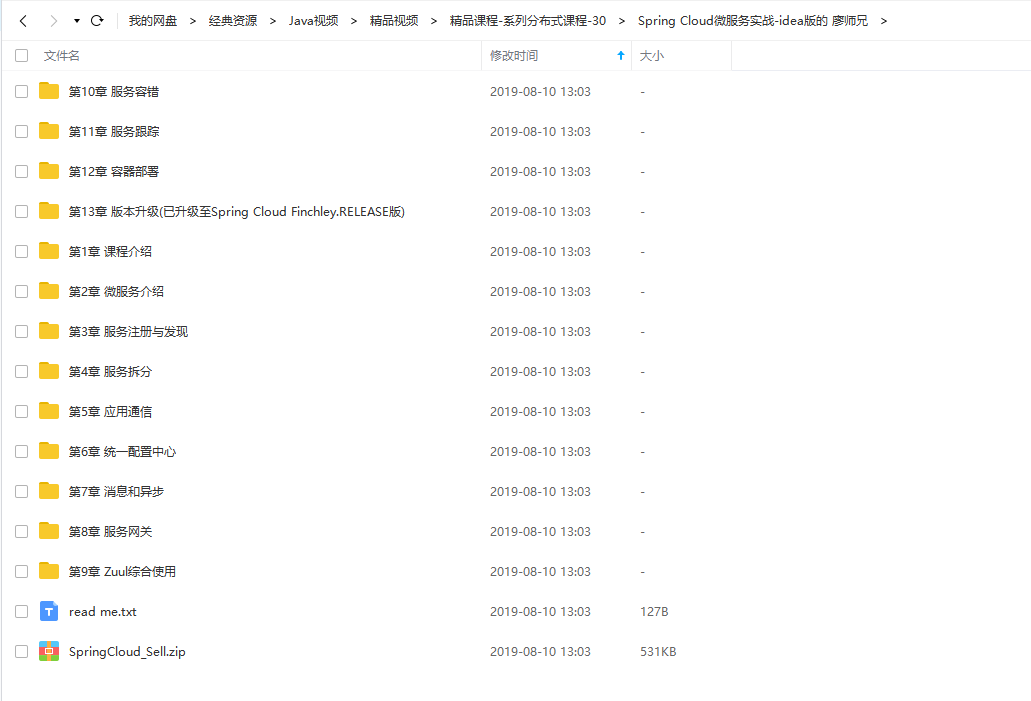 我的网盘 > 经典资源 > Java视频 > 精品视频 > 精品课程-系列分布式课程-30 > Spring Cloud微服务实战-idea版的 廖师兄 >
文件名 修改时间 大小
第10章 服务容错 2019-08-10 13:03 -
第11章 服务跟踪 2019-08-10 13:03 -
第12章 容器部署 2019-08-10 13:03 -
第13章 版本升级(已升级至Spring Cloud Finchley.RELEASE版) 2019-08-10 13:03 -
第1章 课程介绍 2019-08-10 13:03 -
第2章 微服务介绍 2019-08-10 13:03 -
第3章 服务注册与发现 2019-08-10 13:03 -
第4章 服务拆分 2019-08-10 13:03 -
第5章 应用通信 2019-08-10 13:03 -
第6章 统一配置中心 2019-08-10 13:03 -
第7章 消息和异步 2019-08-10 13:03 -
第8章 服务网关 2019-08-10 13:03 -
第9章 Zuul综合使用 2019-08-10 13:03 -
read me.txt 2019-08-10 13:03 127B
SpringCloud_Sell.zip 2019-08-10 13:03 531KB